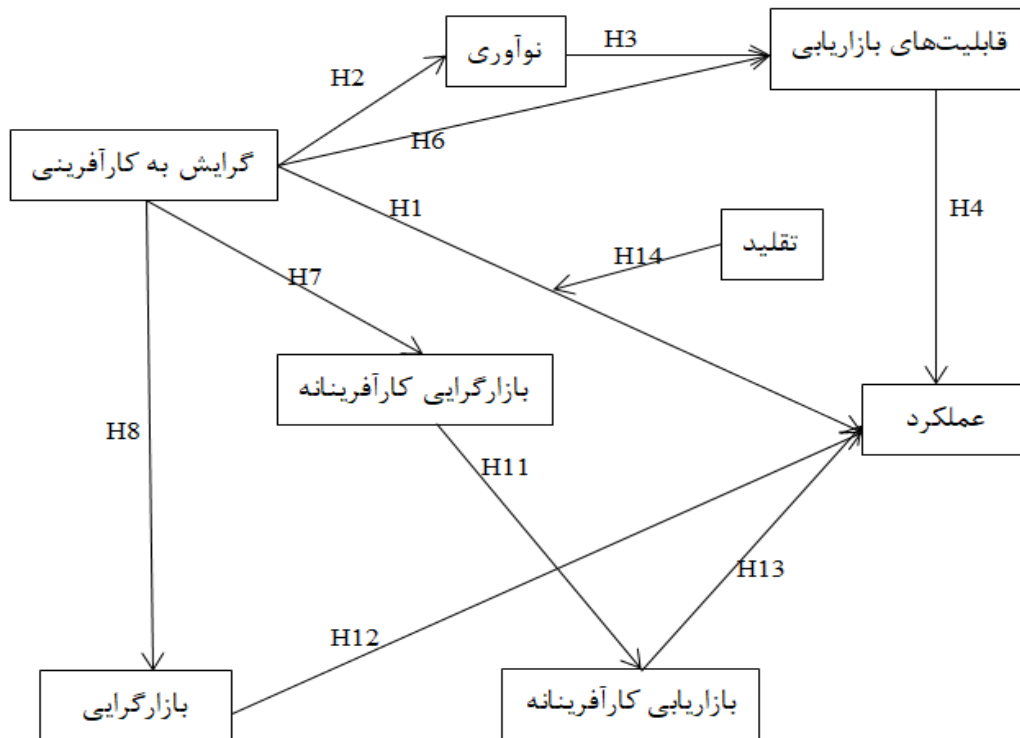 قابلیت‌های بازاریابی
H3
نوآوری
H2
H6
گرایش به کارآفرینی
H1
H4
تقلید
H14
H7
بازارگرایی کارآفرینانه
عملکرد
H8
H11
H13
H12
بازاریابی کارآفرینانه
بازارگرایی